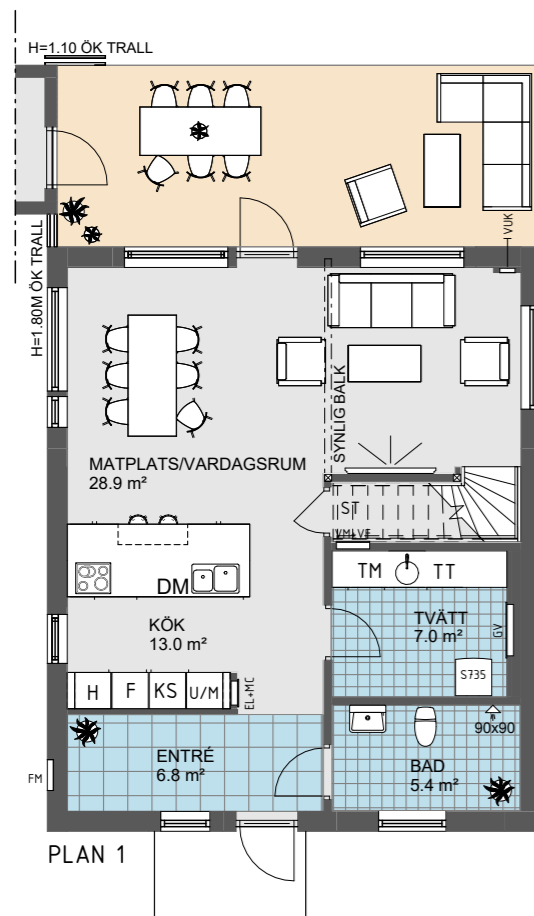 H=1.10 ÖK TRALL
VUK
H=1.80M ÖK TRALL
SYNLIG BALK
MATPLATS/VARDAGSRUM
28.9 m²
ST
VM+VF
TM
TT
DM
KÖK
13.0 m²
TVÄTT
7.0 m²
GV
S735
H
F
KS
U/M
EL+MC
90x90
ENTRÉ
6.8 m²
BAD
5.4 m²
FM
PLAN 1